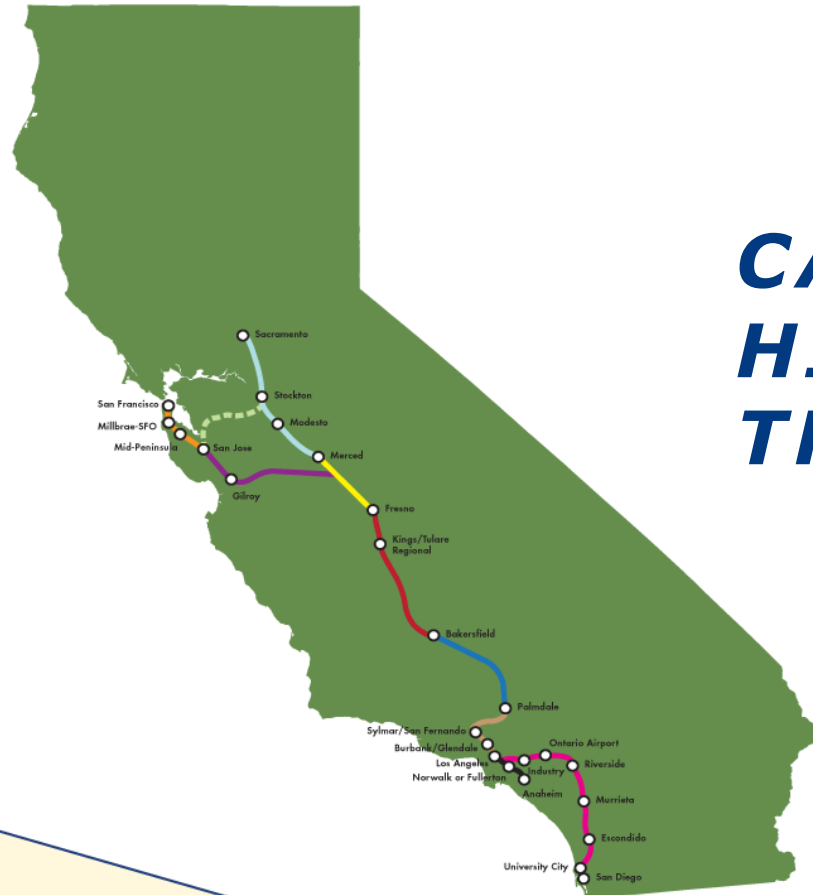 CA
H
TI
Sacramento
Stockton
San Francisco
Modesto
Millbrae-SFO
Mid-Peninsula
San Jose
Merced
Gilroy
Fresno
Kings/Tulare
Regional
Bakersfield
Palmdale
Sylmar/San Fernando
Burbank/Glendale
Ontario Airport
Los Angeles
Industry
Riverside
Norwalk or Fullerton
Anaheim
Murrieta
Escondido
University City
San Diego